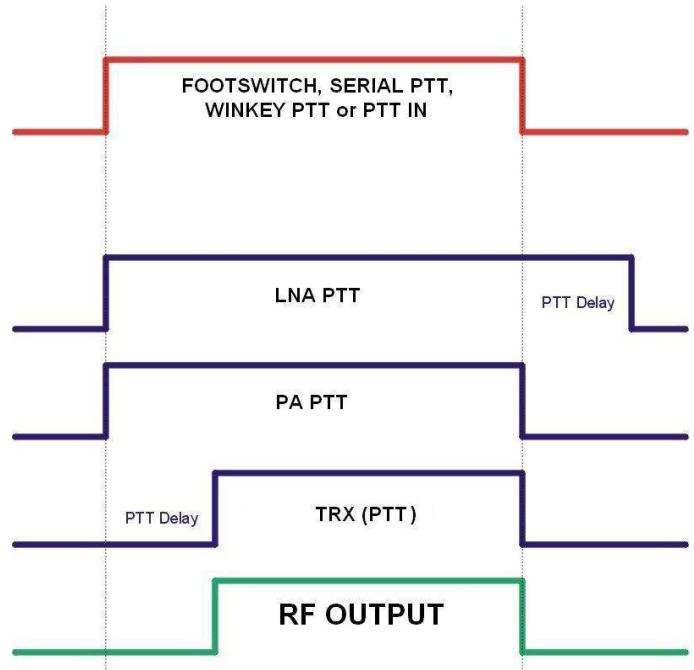 FOOTSWITCH, SERIAL PTT,
WINKEY PTT or PTT IN
LNA PTT
PTT Delay
PA PTT
PTT Delay
TRX (PTT)
RF OUTPUT